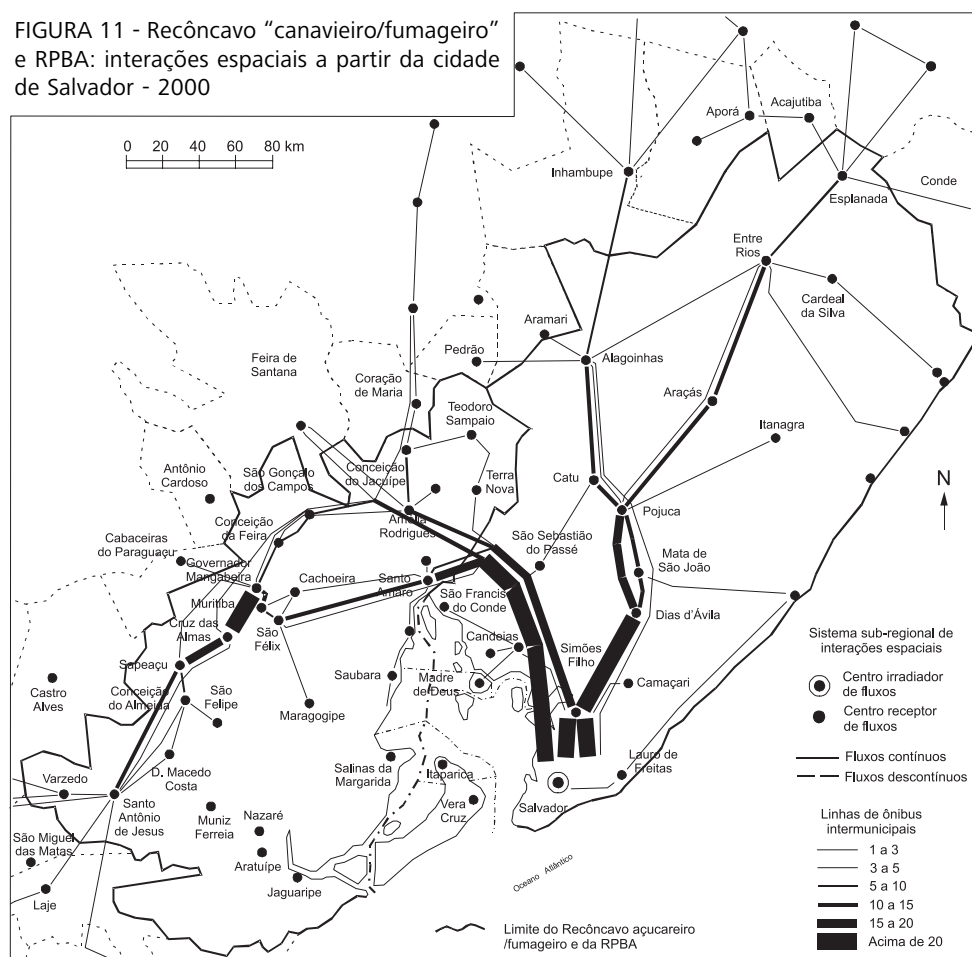 FIGURA 11 - Recôncavo “canavieiro/fumageiro”
e RPBA: interações espaciais a partir da cidade
de Salvador - 2000
0 20 40 60 80 km
Aporá
Acajutiba
Inhambupe
Conde
Esplanada
Entre
Rios
Cardeal
da Silva
Aramari
Pedrão
Alagoinhas
Feira de
Santana
Coração
de Maria
Araçás
Teodoro
Sampaio
Itanagra
São Gonçalo
dos Campos
Conceição
do Jacuípe
Antônio
Cardoso
Terra
Nova
Catu
N
Pojuca
Amélia
Rodrigues
Conceição
da Feira
São Sebastião
do Passé
Cabaceiras
do Paraguaçu
Mata de
São João
Governador
Mangabeira
Cachoeira
Santo
Amaro
São Francis
do Conde
Muritiba
Dias d’Ávila
Cruz das
Almas
São
Félix
Candeias
Simões
Filho
Sapeaçu
Saubara
Madre
de Deus
Camaçari
Castro
Alves
Conceição
do Almeida
São
Felipe
Maragogipe
Lauro de
Freitas
D. Macedo
Costa
Salinas da
Margarida
Itaparica
Varzedo
Vera
Cruz
Salvador
Santo
Antônio
de Jesus
Muniz
Ferreia
Nazaré
São Miguel
das Matas
Aratuípe
Laje
Jaguaripe
Oceano Atlântico
Sistema sub-regional de
interações espaciais
Centro irradiador
de fluxos
Centro receptor
de fluxos
Fluxos contínuos
Fluxos descontínuos
Linhas de ônibus
intermunicipais
1 a 3
3 a 5
5 a 10
10 a 15
15 a 20
Acima de 20
Limite do Recôncavo açucareiro
/fumageiro e da RPBA